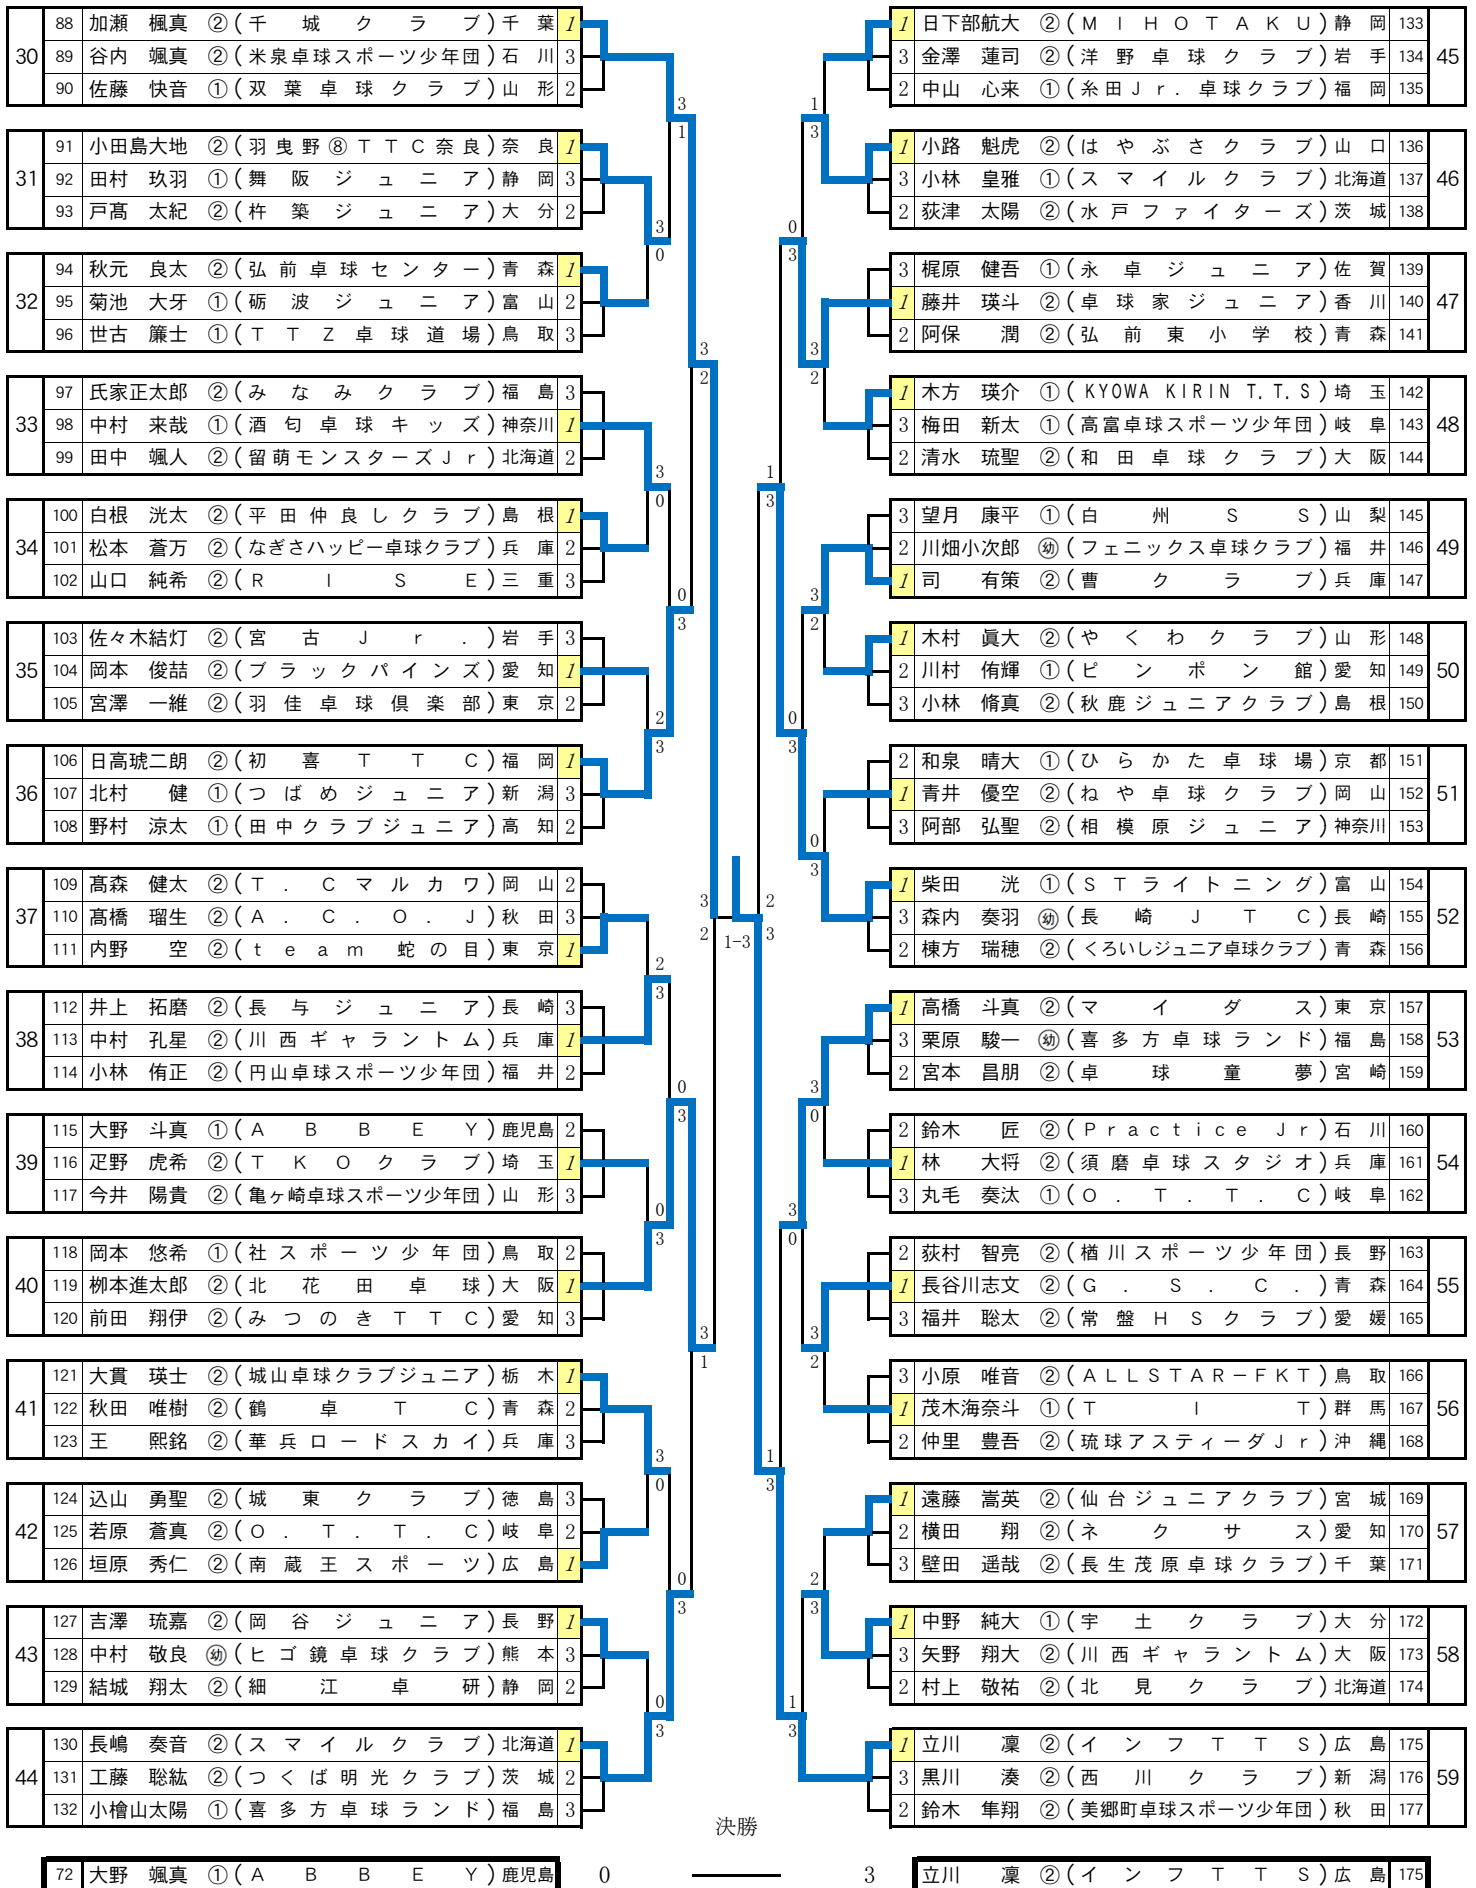 30
88 加瀬 楓真 ②(千城クラブ)千葉 1
89 谷内 颯真 ②(米泉卓球スポーツ少年団)石川 3
90 佐藤 快音 ①(双葉卓球クラブ)山形 2
31
91 小田島大地 ②(羽曳野⑧TTC奈良)奈良 1
92 田村 玖羽 ①(舞阪ジュニア)静岡 3
93 戸髙 太紀 ②(杵築ジュニア)大分 2
32
94 秋元 良太 ②(弘前卓球センター)青森 1
95 菊池 大牙 ①(砺波ジュニア)富山 2
96 世古 簾士 ①(TTZ卓球道場)鳥取 3
33
97 氏家正太郎 ②(みなみクラブ)福島 3
98 中村 来哉 ①(酒匂卓球キッズ)神奈川 1
99 田中 颯人 ②(留萌モンスターズJr)北海道 2
34
100 白根 洸太 ②(平田仲良しクラブ)島根 1
101 松本 蒼万 ②(なぎさハッピー卓球クラブ)兵庫 2
102 山口 純希 ②(RISE)三重 3
35
103 佐々木結灯 ②(宮古Jr.)岩手 3
104 岡本 俊喆 ②(ブラックパインズ)愛知 1
105 宮澤 一維 ②(羽佳卓球倶楽部)東京 2
36
106 日高琥二朗 ②(初喜TTC)福岡 1
107 北村 健 ①(つばめジュニア)新潟 3
108 野村 涼太 ①(田中クラブジュニア)高知 2
37
109 髙森 健太 ②(T.Cマルカワ)岡山 2
110 髙橋 瑠生 ②(A.C.O.J)秋田 3
111 内野 空 ②(team蛇の目)東京 1
38
112 井上 拓磨 ②(長与ジュニア)長崎 3
113 中村 孔星 ②(川西ギャラントム)兵庫 1
114 小林 侑正 ②(円山卓球スポーツ少年団)福井 2
39
115 大野 斗真 ①(ABBEY)鹿児島 2
116 疋野 虎希 ②(TKOクラブ)埼玉 1
117 今井 陽貴 ②(亀ヶ崎卓球スポーツ少年団)山形 3
40
118 岡本 悠希 ①(社スポーツ少年団)鳥取 2
119 栁本進太郎 ②(北花田卓球)大阪 1
120 前田 翔伊 ②(みつのきTTC)愛知 3
41
121 大貫 瑛士 ②(城山卓球クラブジュニア)栃木 1
122 秋田 唯樹 ②(鶴卓TC)青森 2
123 王 熙銘 ②(華兵ロードスカイ)兵庫 3
42
124 込山 勇聖 ②(城東クラブ)徳島 3
125 若原 蒼真 ②(O.T.T.C)岐阜 2
126 垣原 秀仁 ②(南蔵王スポーツ)広島 1
43
127 吉澤 琉嘉 ②(岡谷ジュニア)長野 1
128 中村 敬良 ㊕(ヒゴ鏡卓球クラブ)熊本 3
129 結城 翔太 ②(細江卓研)静岡 2
44
130 長嶋 奏音 ②(スマイルクラブ)北海道 1
131 工藤 聡紘 ②(つくば明光クラブ)茨城 2
132 小檜山太陽 ①(喜多方卓球ランド)福島 3
3
1
3
0
3
2
3
0
0
3
2
3
3
2
2
3
0
3
0
3
3
1
3
0
0
3
0
3
1-3
2
3
1
3
0
3
3
2
1
3
3
2
0
3
0
3
3
0
3
0
3
2
1
3
2
3
1
3
1 日下部航大 ②(MIHOTAKU)静岡 133
3 金澤 蓮司 ②(洋野卓球クラブ)岩手 134
2 中山 心来 ①(糸田Jr.卓球クラブ)福岡 135
45
1 小路 魁虎 ②(はやぶさクラブ)山口 136
3 小林 皇雅 ①(スマイルクラブ)北海道 137
2 荻津 太陽 ②(水戸ファイターズ)茨城 138
46
3 梶原 健吾 ①(永卓ジュニア)佐賀 139
1 藤井 瑛斗 ②(卓球家ジュニア)香川 140
2 阿保 潤 ②(弘前東小学校)青森 141
47
1 木方 瑛介 ①(KYOWA KIRIN T.T.S)埼玉 142
3 梅田 新太 ①(高富卓球スポーツ少年団)岐阜 143
2 清水 琉聖 ②(和田卓球クラブ)大阪 144
48
3 望月 康平 ①(白州SS)山梨 145
2 川畑小次郎 ㊕(フェニックス卓球クラブ)福井 146
1 司 有策 ②(曹クラブ)兵庫 147
49
1 木村 眞大 ②(やくわクラブ)山形 148
2 川村 侑輝 ①(ピンポン館)愛知 149
3 小林 脩真 ②(秋鹿ジュニアクラブ)島根 150
50
2 和泉 晴大 ①(ひらかた卓球場)京都 151
1 青井 優空 ②(ねや卓球クラブ)岡山 152
3 阿部 弘聖 ②(相模原ジュニア)神奈川 153
51
1 柴田 洸 ①(STライトニング)富山 154
3 森内 奏羽 ㊕(長崎JTC)長崎 155
2 棟方 瑞穂 ②(くろいしジュニア卓球クラブ)青森 156
52
1 高橋 斗真 ②(マイダス)東京 157
3 栗原 駿一 ㊕(喜多方卓球ランド)福島 158
2 宮本 昌朋 ②(卓球童夢)宮崎 159
53
2 鈴木 匠 ②(Practice Jr)石川 160
1 林 大将 ②(須磨卓球スタジオ)兵庫 161
3 丸毛 奏汰 ①(O.T.T.C)岐阜 162
54
2 荻村 智亮 ②(楢川スポーツ少年団)長野 163
1 長谷川志文 ②(G.S.C.)青森 164
3 福井 聡太 ②(常盤HSクラブ)愛媛 165
55
3 小原 唯音 ②(ALLSTAR-FKT)鳥取 166
1 茂木海奈斗 ①(TIT)群馬 167
2 仲里 豊吾 ②(琉球アスティーダJr)沖縄 168
56
1 遠藤 嵩英 ②(仙台ジュニアクラブ)宮城 169
2 横田 翔 ②(ネクサス)愛知 170
3 壁田 遥哉 ②(長生茂原卓球クラブ)千葉 171
57
1 中野 純大 ①(宇土クラブ)大分 172
3 矢野 翔大 ②(川西ギャラントム)大阪 173
2 村上 敬祐 ②(北見クラブ)北海道 174
58
1 立川 凜 ②(インフTTS)広島 175
3 黒川 湊 ②(西川クラブ)新潟 176
2 鈴木 隼翔 ②(美郷町卓球スポーツ少年団)秋田 177
59
決勝
72 大野 颯真 ①(ABBEY)鹿児島 0 ― 3 立川 凜 ②(インフTTS)広島 175